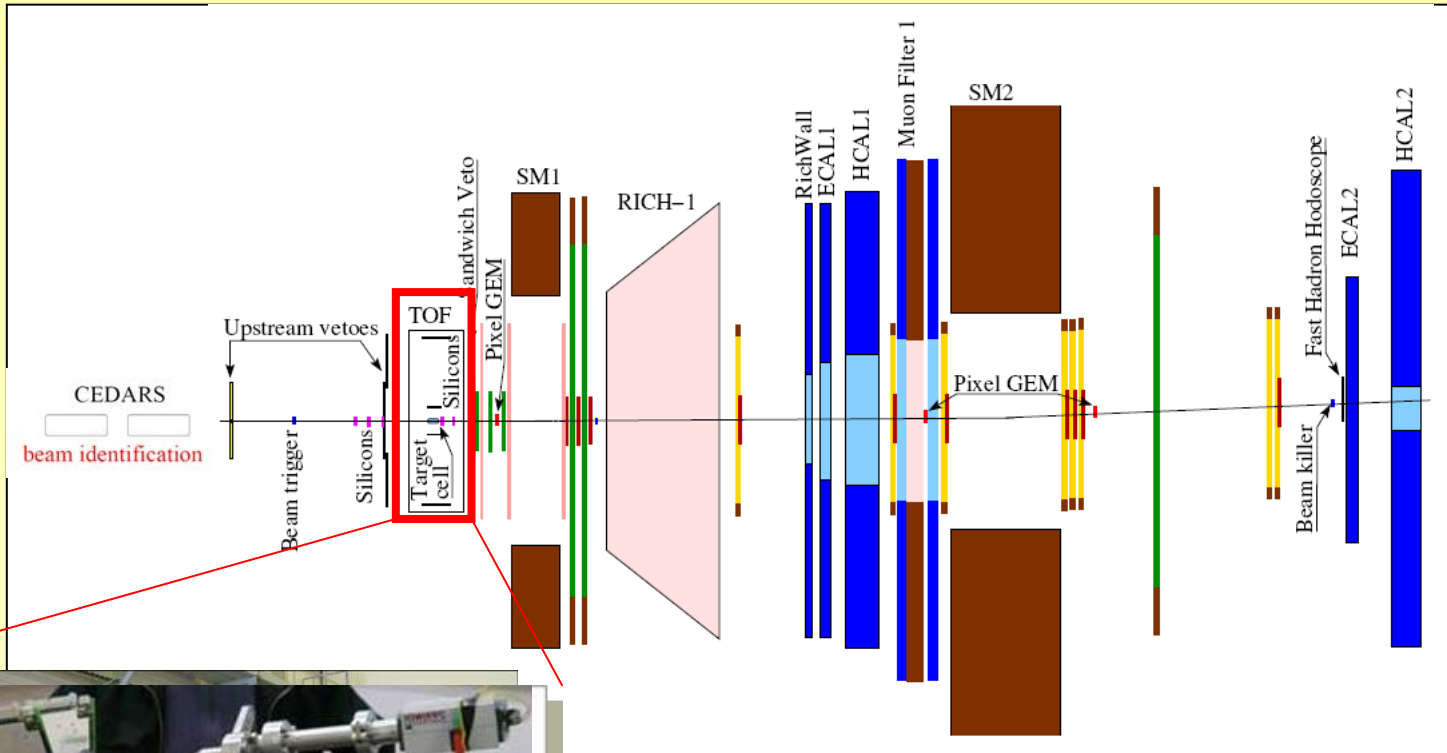 CEDARS
beam identification
Upstream vetoes
Beam trigger
Silicons
TOF
Silicons
Target
cell
andwich Veto
Pixel GEM
SM1
RICH-1
RichWall
ECAL1
HCAL1
Muon Filter 1
SM2
Pixel GEM
Beam killer
Fast Hadron Hodoscope
ECAL2
HCAL2